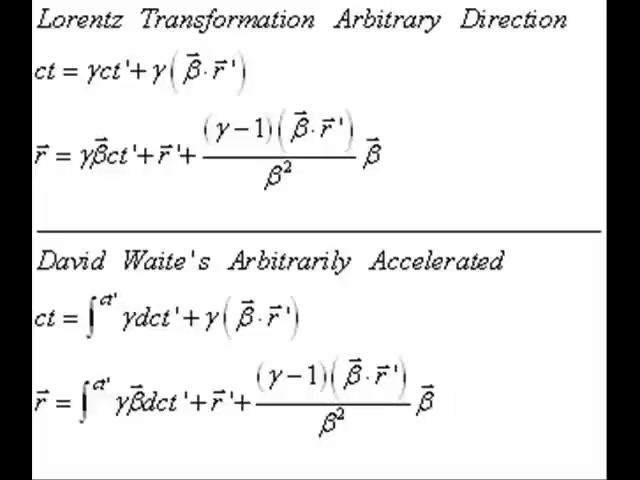 Lorentz Transformation Arbitrary Direction
ct = γct' + γ(β⃗·r⃗')
r⃗ = γβ⃗ct' + r⃗' + (γ−1)(β⃗·r⃗')/β² β⃗
David Waite's Arbitrarily Accelerated
ct = ∫^ct' γdct' + γ(β⃗·r⃗')
r⃗ = ∫^ct' γβ⃗dct' + r⃗' + (γ−1)(β⃗·r⃗')/β² β⃗